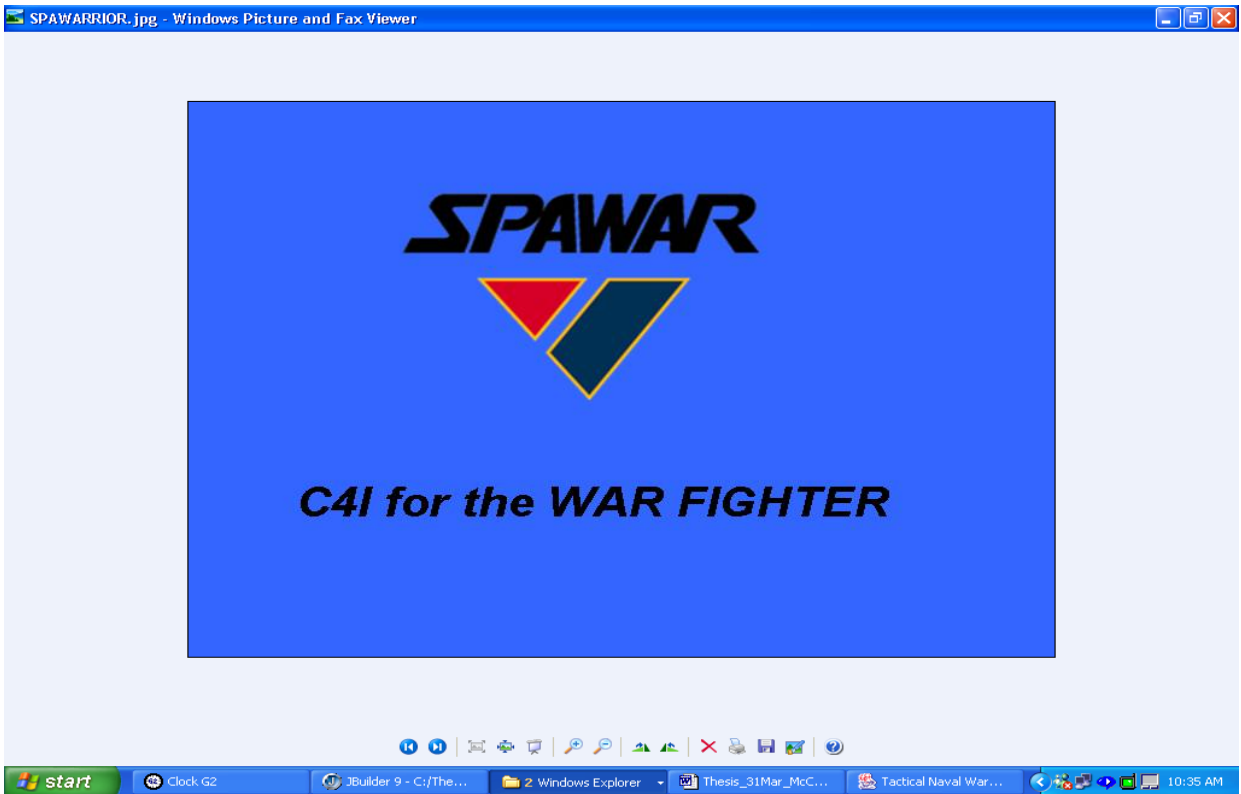 SPAWARRIOR.jpg - Windows Picture and Fax Viewer
SPAWAR
C4I for the WAR FIGHTER
start Clock G2 JBuilder 9 - C:/The... 2 Windows Explorer Thesis_31Mar_McC... Tactical Naval War... 10:35 AM